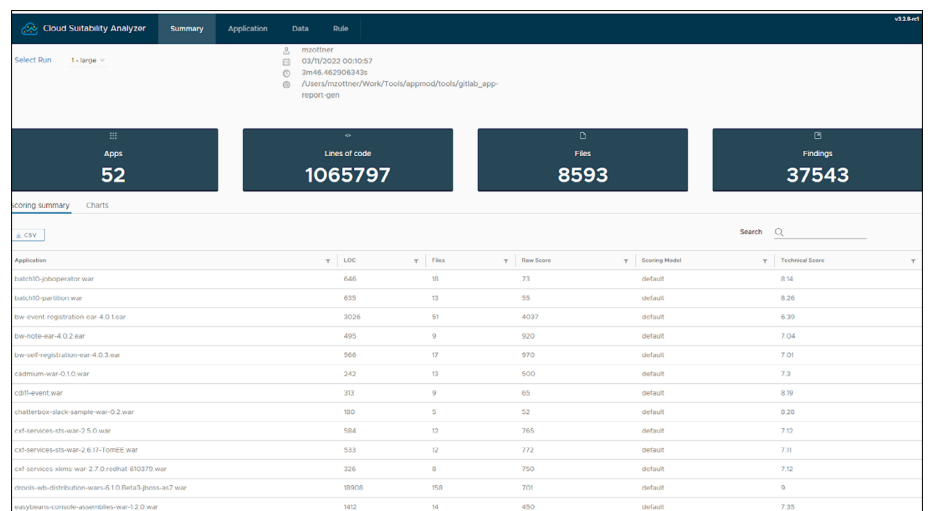 v3.2.8-rc1
Cloud Suitability Analyzer Summary Application Data Rule
Select Run 1 - large
mzottner
03/11/2022 00:10:57
3m46.462906343s
/Users/mzottner/Work/Tools/appmod/tools/gitlab_app-
report-gen
Apps Lines of code Files Findings
52 1065797 8593 37543
Scoring summary Charts
CSV Search
Application LOC Files Raw Score Scoring Model Technical Score
batch10-joboperator.war 646 18 73 default 8.14
batch10-partition.war 635 13 55 default 8.26
bw-event-registration-ear-4.0.1.ear 3026 51 4037 default 6.39
bw-note-ear-4.0.2.ear 495 9 920 default 7.04
bw-self-registration-ear-4.0.3.ear 566 17 970 default 7.01
cadmium-war-0.1.0.war 242 13 500 default 7.3
cdi11-event.war 313 9 65 default 8.19
chatterbox-slack-sample-war-0.2.war 180 5 52 default 8.28
cxf-services-sts-war-2.5.0.war 584 12 765 default 7.12
cxf-services-sts-war-2.6.17-TomEE.war 533 12 772 default 7.11
cxf-services-xkms-war-2.7.0.redhat-610379.war 326 8 750 default 7.12
drools-wb-distribution-wars-6.1.0.Beta3-jboss-as7.war 18908 158 701 default 9
easybeans-console-assemblies-war-1.2.0.war 1412 14 450 default 7.35